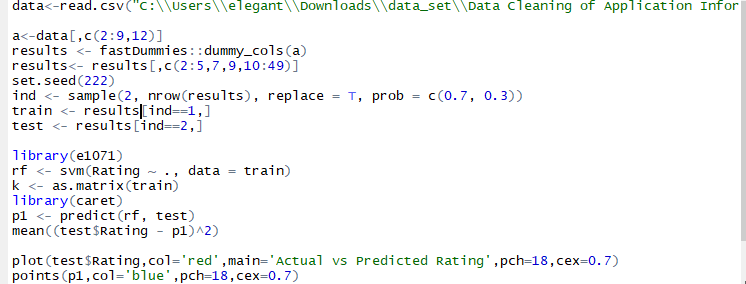 data<-read.csv("C:\\Users\\elegant\\Downloads\\data_set\\Data Cleaning of Application Infor
a<-data[,c(2:9,12)]
results <- fastDummies::dummy_cols(a)
results<- results[,c(2:5,7,9,10:49)]
set.seed(222)
ind <- sample(2, nrow(results), replace = T, prob = c(0.7, 0.3))
train <- results[ind==1,]
test <- results[ind==2,]
library(e1071)
rf <- svm(Rating ~ ., data = train)
k <- as.matrix(train)
library(caret)
p1 <- predict(rf, test)
mean((test$Rating - p1)^2)
plot(test$Rating,col='red',main='Actual vs Predicted Rating',pch=18,cex=0.7)
points(p1,col='blue',pch=18,cex=0.7)